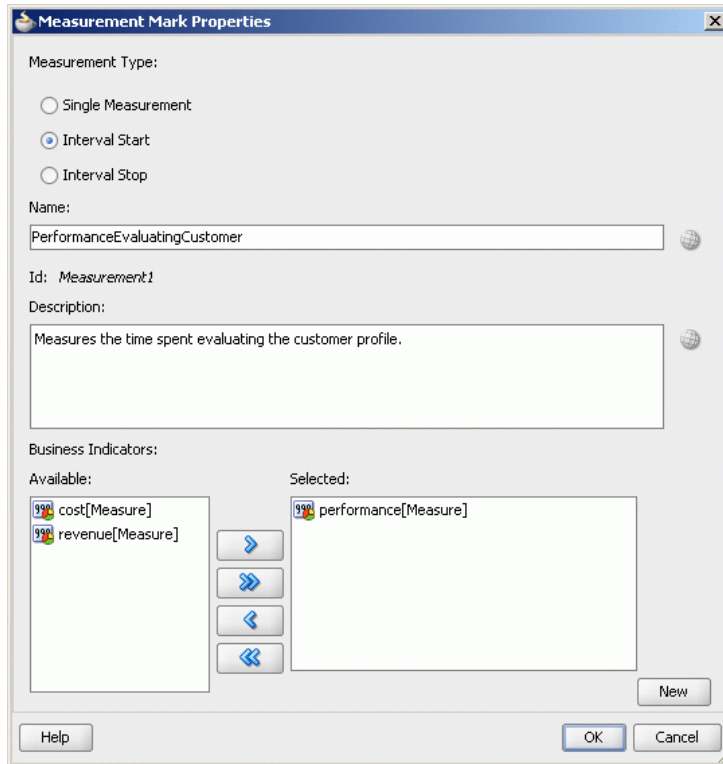 Measurement Mark Properties
Measurement Type:
Single Measurement
Interval Start
Interval Stop
Name:
PerformanceEvaluatingCustomer
Id: Measurement1
Description:
Measures the time spent evaluating the customer profile.
Business Indicators:
Available:
Selected:
cost[Measure]
performance[Measure]
revenue[Measure]
New
Help
OK
Cancel